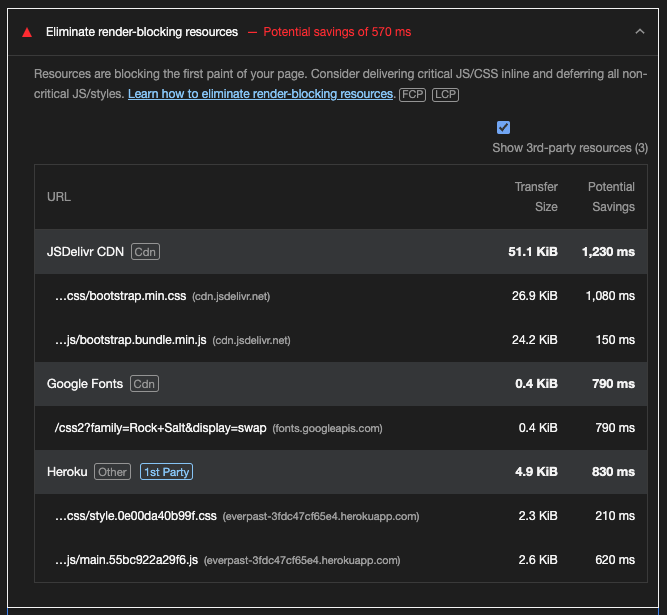 Eliminate render-blocking resources — Potential savings of 570 ms
Resources are blocking the first paint of your page. Consider delivering critical JS/CSS inline and deferring all non-
critical JS/styles. Learn how to eliminate render-blocking resources. FCP LCP
Show 3rd-party resources (3)
URL Transfer Size Potential Savings
JSDelivr CDN Cdn 51.1 KiB 1,230 ms
…css/bootstrap.min.css (cdn.jsdelivr.net) 26.9 KiB 1,080 ms
…js/bootstrap.bundle.min.js (cdn.jsdelivr.net) 24.2 KiB 150 ms
Google Fonts Cdn 0.4 KiB 790 ms
/css2?family=Rock+Salt&display=swap (fonts.googleapis.com) 0.4 KiB 790 ms
Heroku Other 1st Party 4.9 KiB 830 ms
…css/style.0e00da40b99f.css (everpast-3fdc47cf65e4.herokuapp.com) 2.3 KiB 210 ms
…js/main.55bc922a29f6.js (everpast-3fdc47cf65e4.herokuapp.com) 2.6 KiB 620 ms